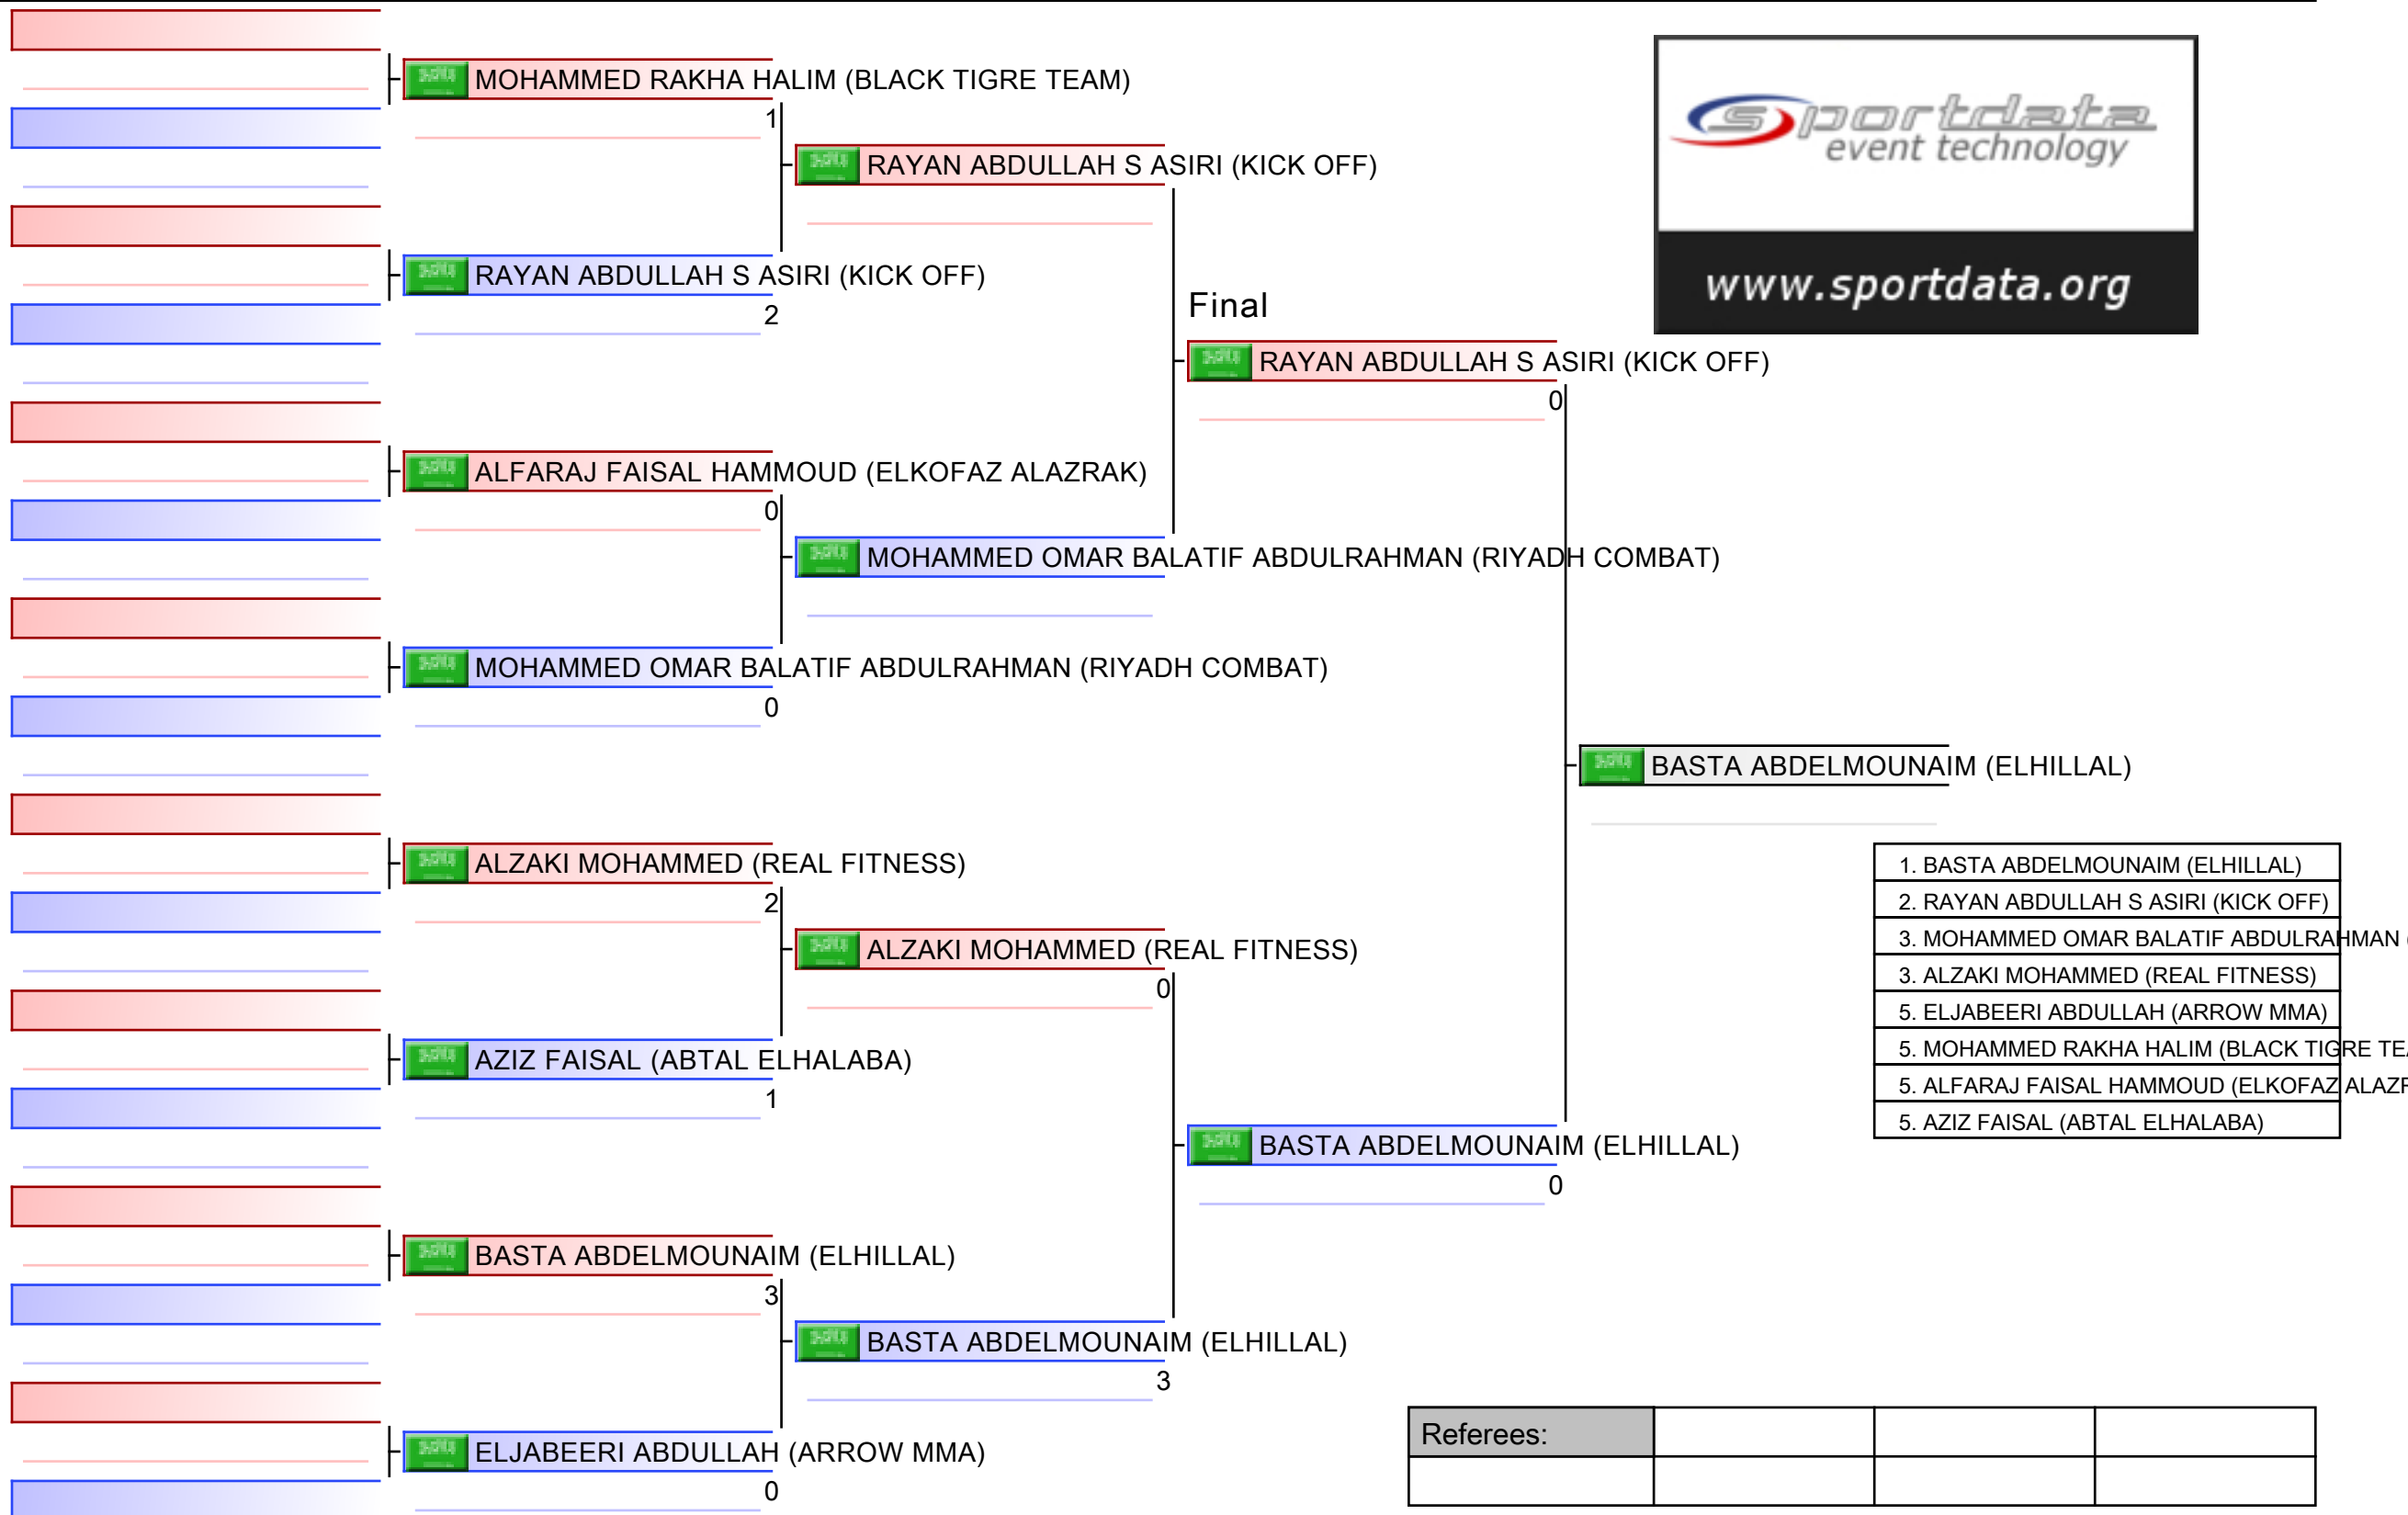 MOHAMMED RAKHA HALIM (BLACK TIGRE TEAM)
1
RAYAN ABDULLAH S ASIRI (KICK OFF)
2
ALFARAJ FAISAL HAMMOUD (ELKOFAZ ALAZRAK)
0
MOHAMMED OMAR BALATIF ABDULRAHMAN (RIYADH COMBAT)
0
ALZAKI MOHAMMED (REAL FITNESS)
2
AZIZ FAISAL (ABTAL ELHALABA)
1
BASTA ABDELMOUNAIM (ELHILLAL)
3
ELJABEERI ABDULLAH (ARROW MMA)
0
RAYAN ABDULLAH S ASIRI (KICK OFF)
MOHAMMED OMAR BALATIF ABDULRAHMAN (RIYADH COMBAT)
ALZAKI MOHAMMED (REAL FITNESS)
0
BASTA ABDELMOUNAIM (ELHILLAL)
3
Final
RAYAN ABDULLAH S ASIRI (KICK OFF)
0
BASTA ABDELMOUNAIM (ELHILLAL)
0
BASTA ABDELMOUNAIM (ELHILLAL)
sportdata
event technology
www.sportdata.org
1. BASTA ABDELMOUNAIM (ELHILLAL)
2. RAYAN ABDULLAH S ASIRI (KICK OFF)
3. MOHAMMED OMAR BALATIF ABDULRAHMAN (
3. ALZAKI MOHAMMED (REAL FITNESS)
5. ELJABEERI ABDULLAH (ARROW MMA)
5. MOHAMMED RAKHA HALIM (BLACK TIGRE TEA
5. ALFARAJ FAISAL HAMMOUD (ELKOFAZ ALAZR
5. AZIZ FAISAL (ABTAL ELHALABA)
Referees: